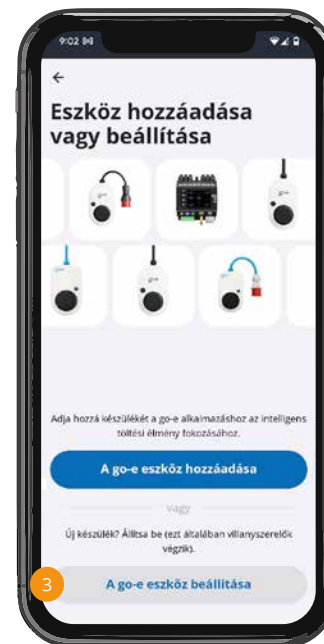 9:02
Eszköz hozzáadása
vagy beállítása
Adja hozzá készülékét a go-e alkalmazáshoz az intelligens
töltési élmény fokozásához.
A go-e eszköz hozzáadása
vagy
Új készülék? Állítsa be (ezt általában villanyszerelők
végzik).
3
A go-e eszköz beállítása